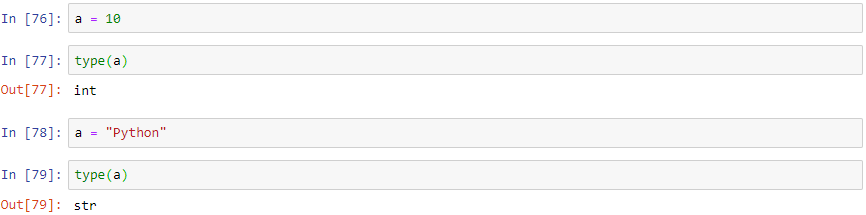 In [76]: a = 10
In [77]: type(a)
Out[77]: int
In [78]: a = "Python"
In [79]: type(a)
Out[79]: str